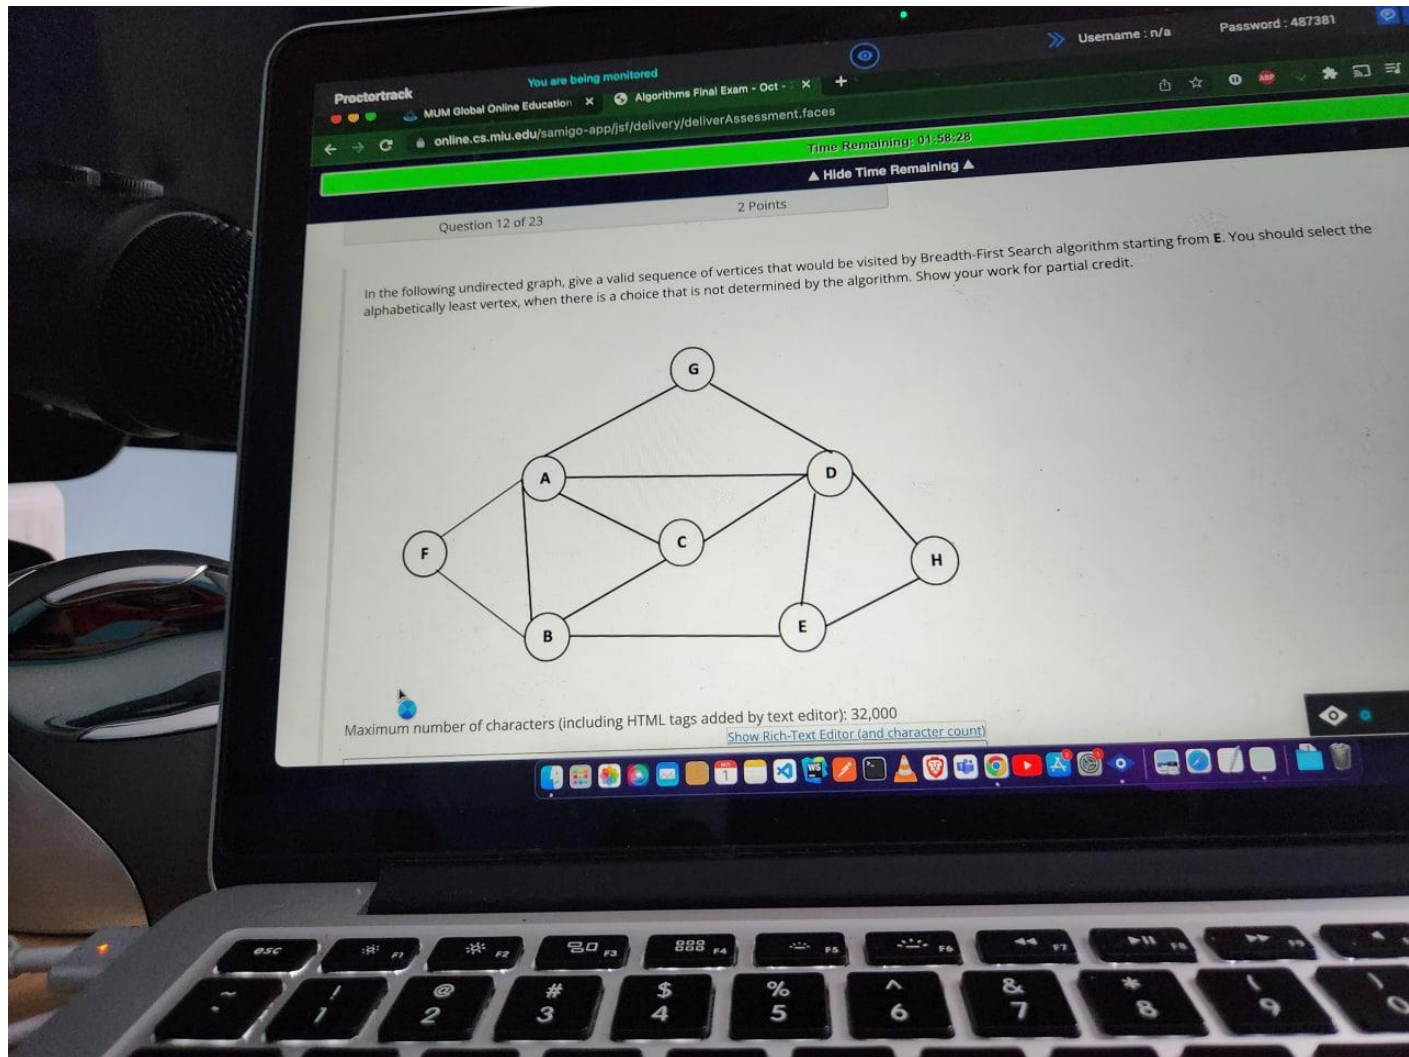 Proctortrack
You are being monitored
Username : n/a
Password : 487381
MUM Global Online Education
Algorithms Final Exam - Oct -
ABP
online.cs.miu.edu/samigo-app/jsf/delivery/deliverAssessment.faces
Time Remaining: 01:58:28
▲ Hide Time Remaining ▲
Question 12 of 23
2 Points
In the following undirected graph, give a valid sequence of vertices that would be visited by Breadth-First Search algorithm starting from E. You should select the
alphabetically least vertex, when there is a choice that is not determined by the algorithm. Show your work for partial credit.
G
A
D
F
C
H
B
E
Maximum number of characters (including HTML tags added by text editor): 32,000
Show Rich-Text Editor (and character count)
1
WS
esc
F1
F2
F3
F4
F5
F6
F7
F8
F9
~
! 1
@ 2
# 3
$ 4
% 5
^ 6
& 7
* 8
( 9
) 0